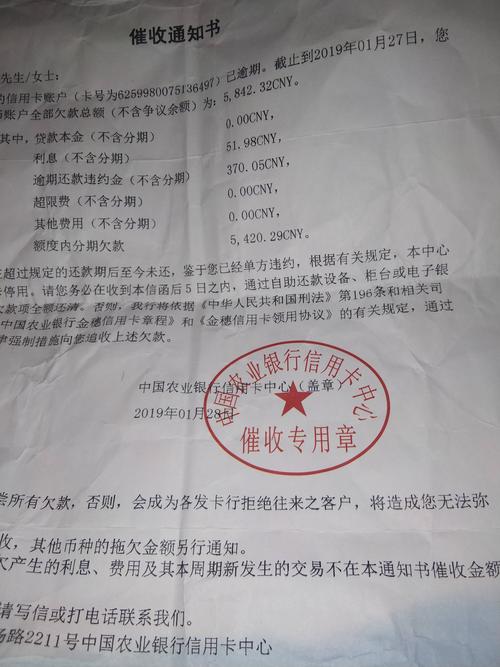 催收通知书
先生/女士:
的信用卡账户(卡号为6259980075136497)已逾期。截止到2019年01月27日,您
账户全部欠款总额(不含争议余额)为: 5,842.32CNY。
其中,贷款本金(不含分期) 0.00CNY,
利息(不含分期) 51.98CNY,
逾期还款违约金(不含分期) 370.05CNY,
超限费(不含分期) 0.00CNY,
其他费用(不含分期) 0.00CNY,
额度内分期欠款 5,420.29CNY。
在超过规定的还款期后至今未还,鉴于您已经单方违约,根据有关规定,本中心
停用。请您务必在收到本信函后5日之内,通过自助还款设备、柜台或电子银
欠款项全额还清。否则,我行将依据《中华人民共和国刑法》第196条和相关司
中国农业银行金穗信用卡章程》和《金穗信用卡领用协议》的有关规定,通过
强制措施向您追收上述欠款。
中国农业银行信用卡中心(盖章)
2019年01月28日
中国农业银行信用卡中心
催收专用章
所有欠款,否则,会成为各发卡行拒绝往来之客户,将造成您无法弥
收,其他币种的拖欠金额另行通知。
欠产生的利息、费用及其本周期新发生的交易不在本通知书催收金额
请写信或打电话联系我们。
路2211号中国农业银行信用卡中心